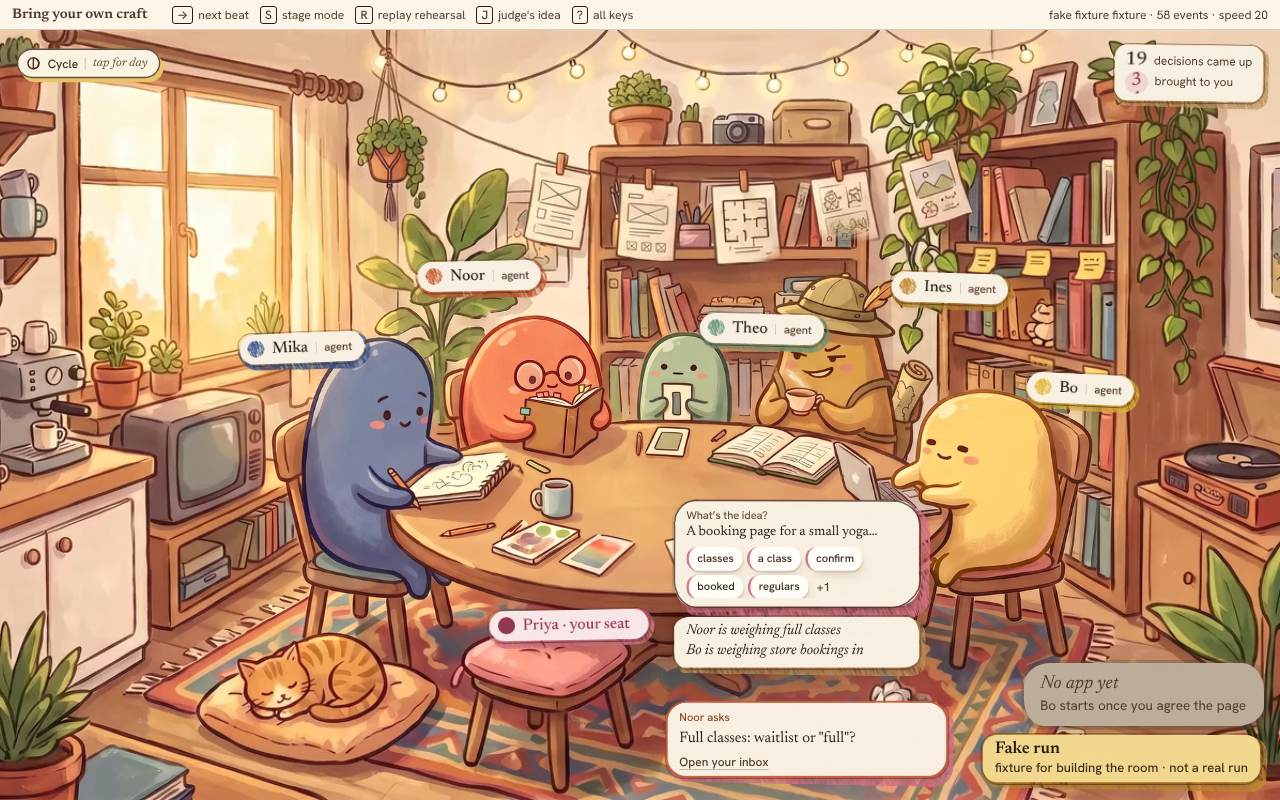 Bring your own craft
→ next beat S stage mode R replay rehearsal J judge's idea ? all keys
fake fixture fixture · 58 events · speed 20
Cycle tap for day
19 decisions came up
3 brought to you
Noor agent
Ines agent
Theo agent
Mika agent
Bo agent
What's the idea?
A booking page for a small yoga…
classes a class confirm
booked regulars +1
Priya · your seat
Noor is weighing full classes
Bo is weighing store bookings in
No app yet
Bo starts once you agree the page
Noor asks
Full classes: waitlist or "full"?
Open your inbox
Fake run
fixture for building the room · not a real run